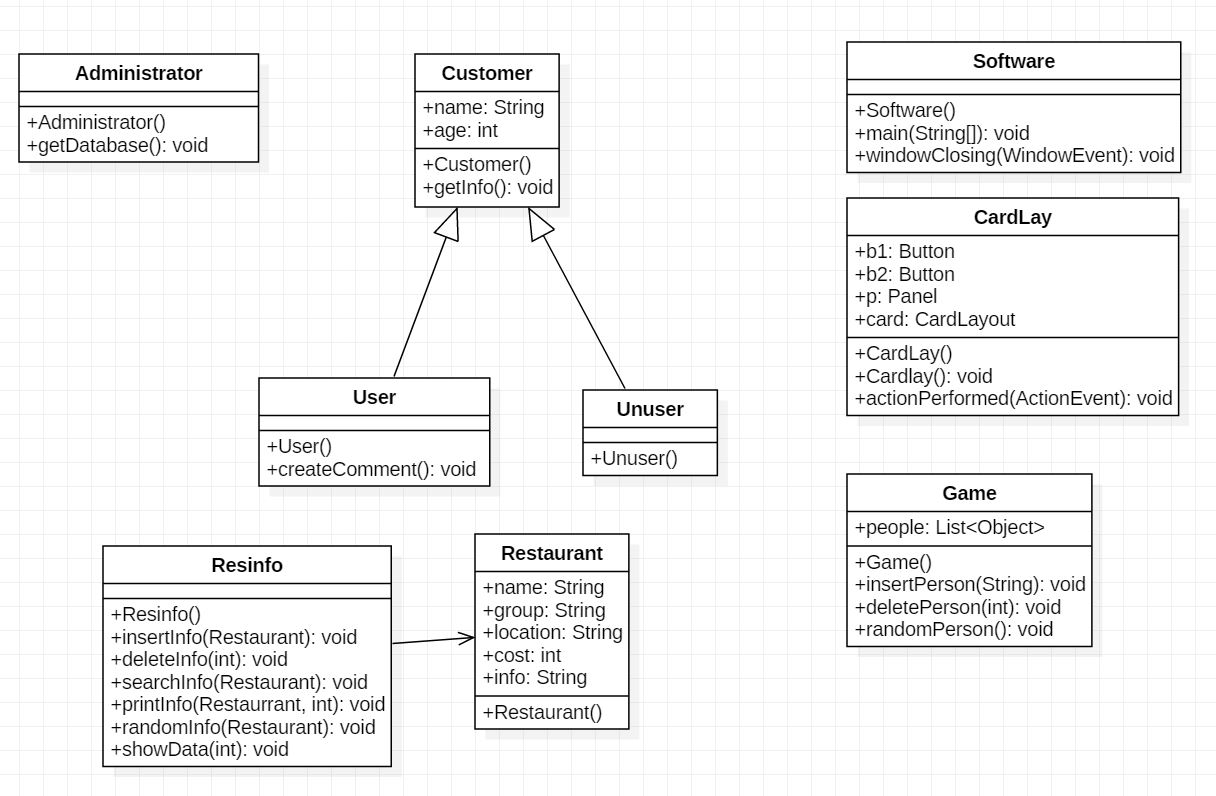 Administrator
+Administrator()
+getDatabase(): void
Customer
+name: String
+age: int
+Customer()
+getInfo(): void
Software
+Software()
+main(String[]): void
+windowClosing(WindowEvent): void
CardLay
+b1: Button
+b2: Button
+p: Panel
+card: CardLayout
+CardLay()
+Cardlay(): void
+actionPerformed(ActionEvent): void
User
+User()
+createComment(): void
Unuser
+Unuser()
Game
+people: List<Object>
+Game()
+insertPerson(String): void
+deletePerson(int): void
+randomPerson(): void
Resinfo
+Resinfo()
+insertInfo(Restaurant): void
+deleteInfo(int): void
+searchInfo(Restaurant): void
+printInfo(Restaurrant, int): void
+randomInfo(Restaurant): void
+showData(int): void
Restaurant
+name: String
+group: String
+location: String
+cost: int
+info: String
+Restaurant()